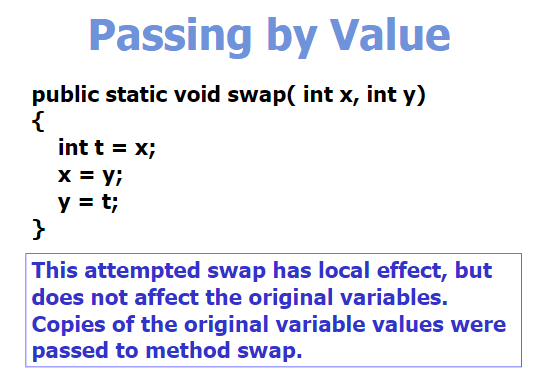 Passing by Value
public static void swap( int x, int y)
{
int t = x;
x = y;
y = t;
}
This attempted swap has local effect, but
does not affect the original variables.
Copies of the original variable values were
passed to method swap.